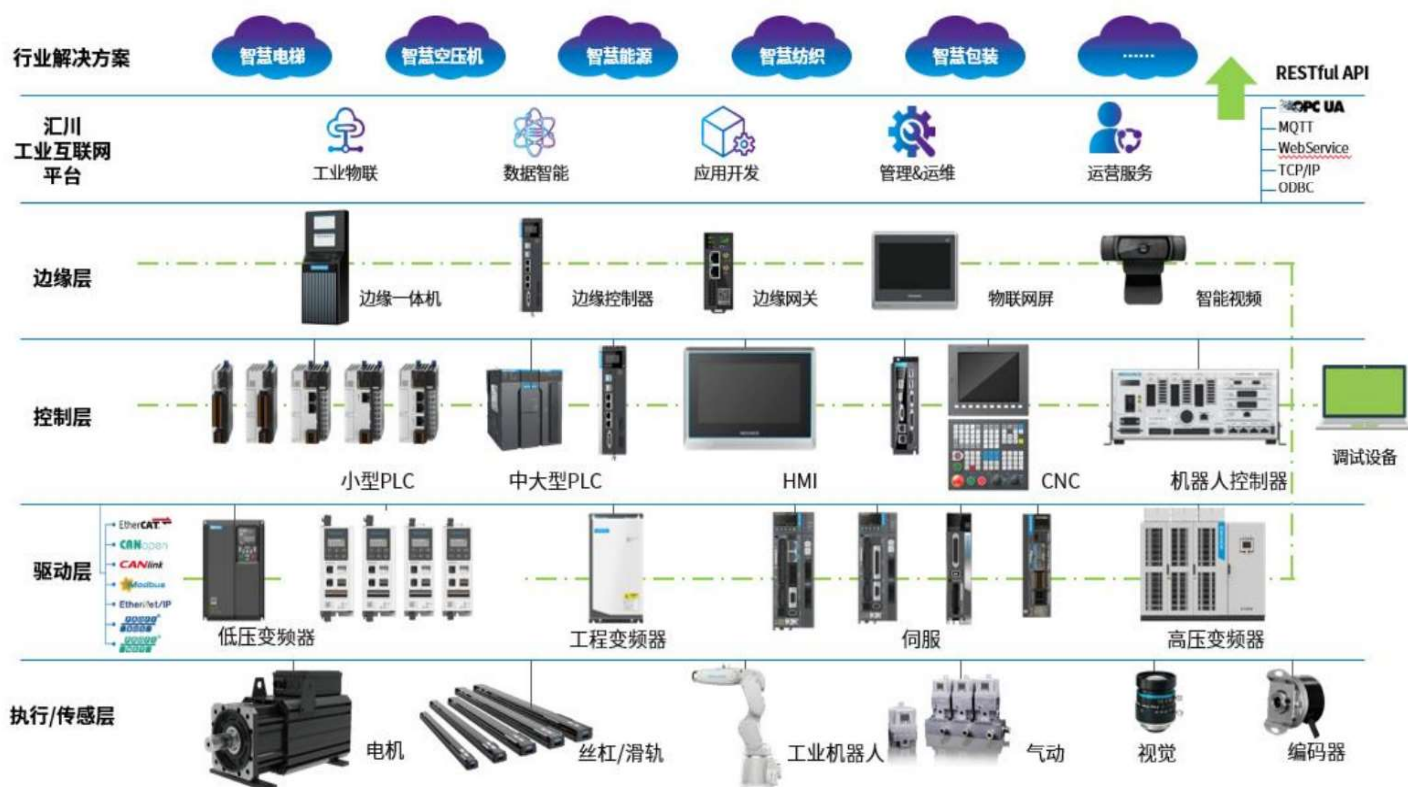 行业解决方案
智慧电梯
智慧空压机
智慧能源
智慧纺织
智慧包装
......
RESTful API
汇川
工业互联网
平台
工业物联
数据智能
应用开发
管理&运维
运营服务
OPC UA
MQTT
WebService
TCP/IP
ODBC
边缘层
边缘一体机
边缘控制器
边缘网关
物联网屏
智能视频
控制层
小型PLC
中大型PLC
HMI
CNC
机器人控制器
调试设备
驱动层
EtherCAT
CANopen
CANlink
Modbus
EtherNet/IP
低压变频器
工程变频器
伺服
高压变频器
执行/传感层
电机
丝杠/滑轨
工业机器人
气动
视觉
编码器